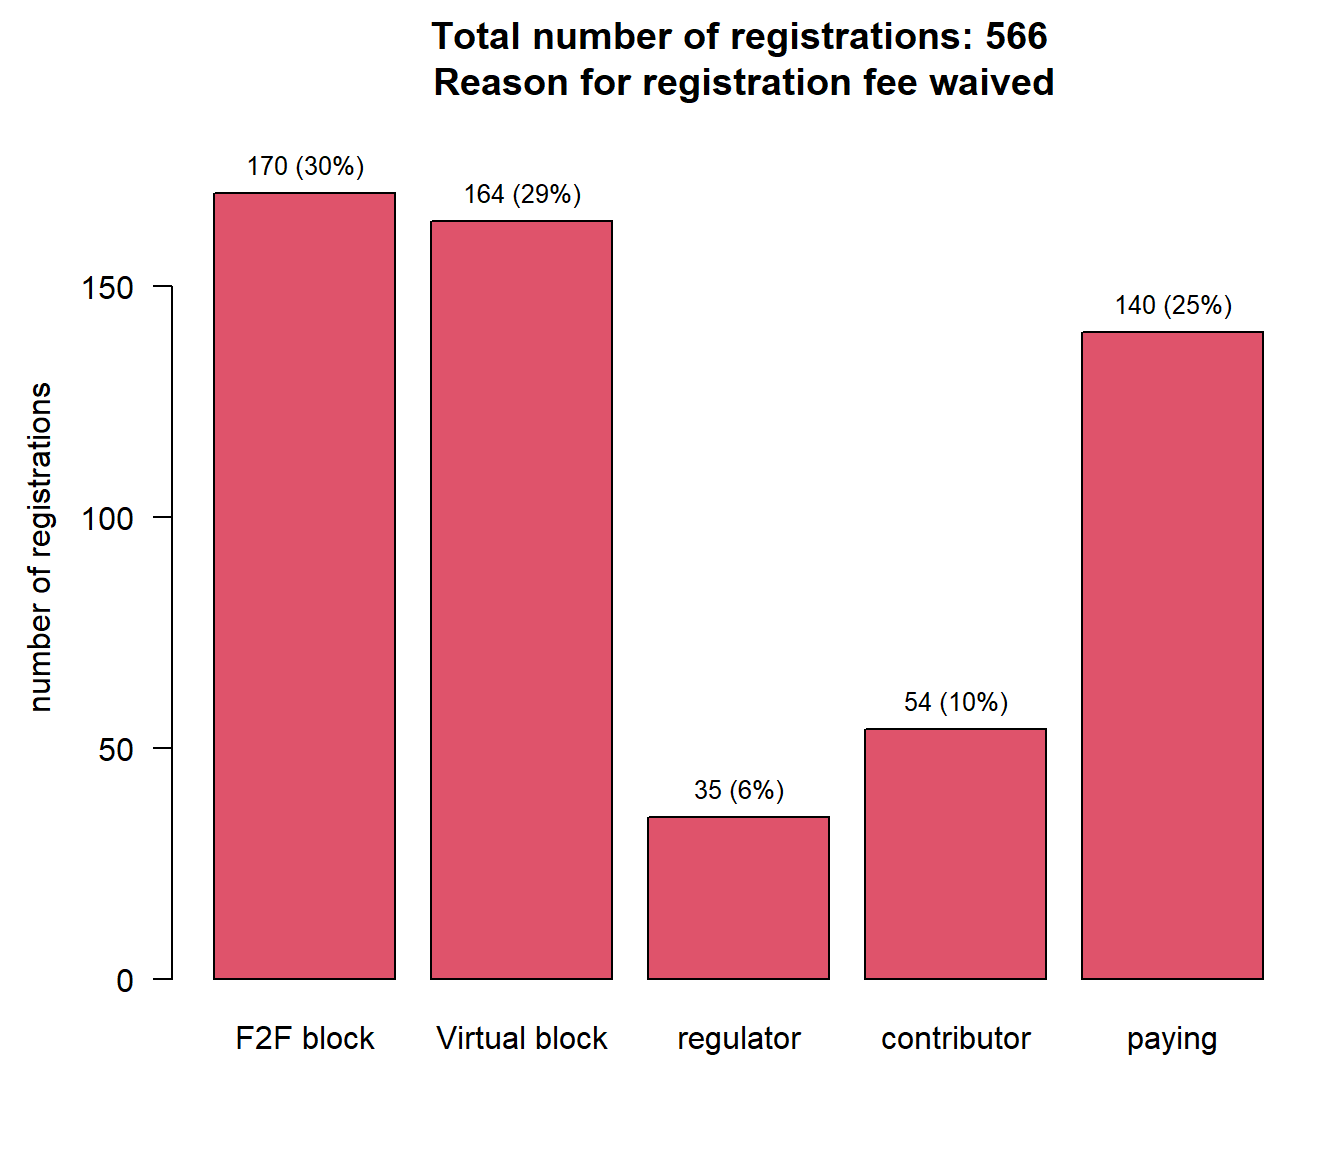 Total number of registrations: 566
Reason for registration fee waived
170 (30%)
164 (29%)
35 (6%)
54 (10%)
140 (25%)
number of registrations
150
100
50
0
F2F block
Virtual block
regulator
contributor
paying